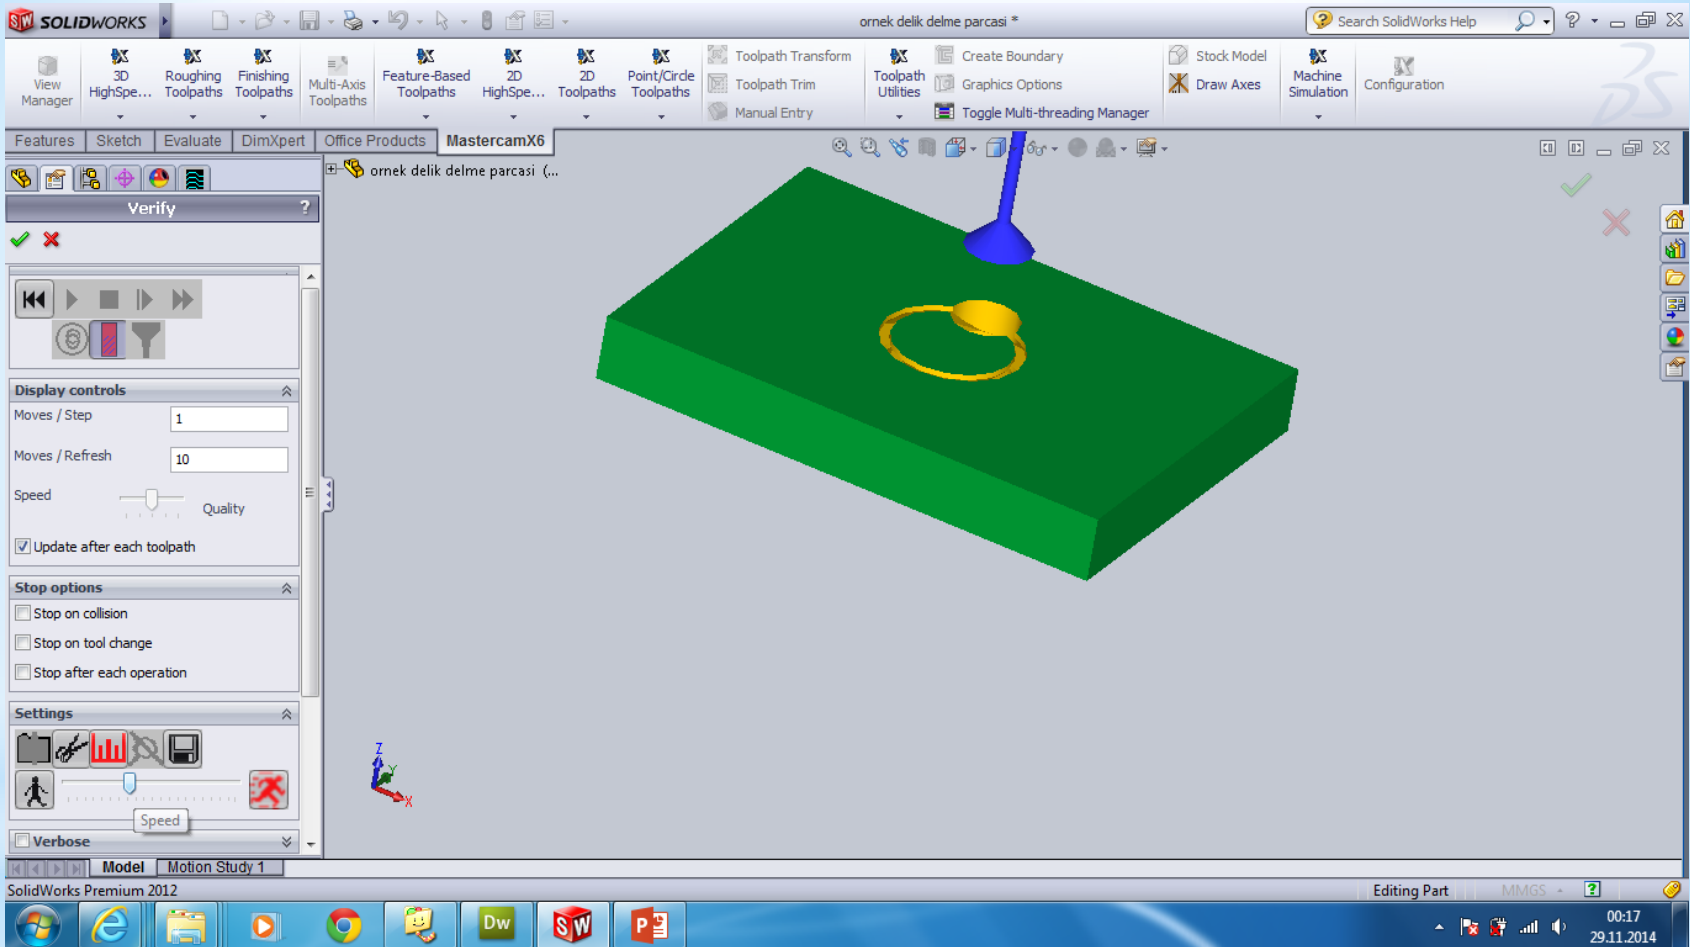 SOLIDWORKS
ornek delik delme parcasi *
Search SolidWorks Help
View Manager
3D HighSpe...
Roughing Toolpaths
Finishing Toolpaths
Multi-Axis Toolpaths
Feature-Based Toolpaths
2D HighSpe...
2D Toolpaths
Point/Circle Toolpaths
Toolpath Transform
Toolpath Trim
Manual Entry
Toolpath Utilities
Create Boundary
Graphics Options
Toggle Multi-threading Manager
Stock Model
Draw Axes
Machine Simulation
Configuration
Features Sketch Evaluate DimXpert Office Products MastercamX6
ornek delik delme parcasi (...
Verify ?
Display controls
Moves / Step 1
Moves / Refresh 10
Speed Quality
Update after each toolpath
Stop options
Stop on collision
Stop on tool change
Stop after each operation
Settings
Speed
Verbose
Z
Y
X
Model Motion Study 1
SolidWorks Premium 2012
Editing Part MMGS ?
Dw SW P
00:17
29.11.2014